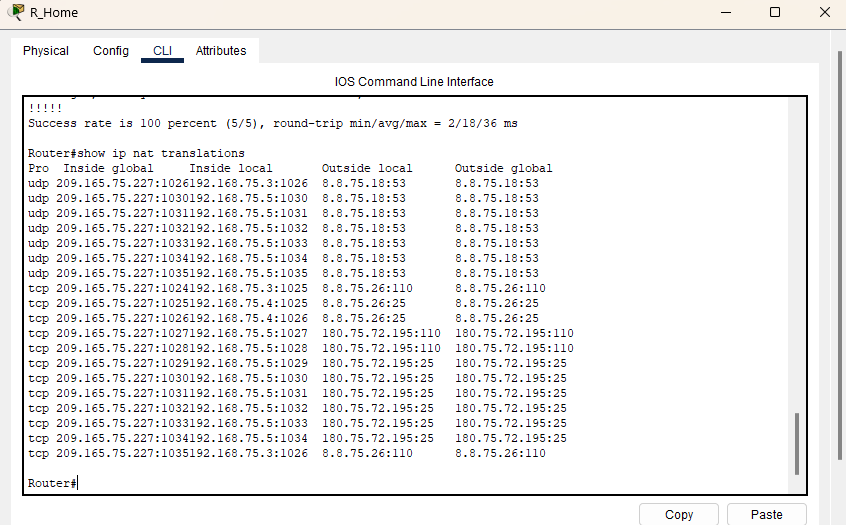 R_Home
Physical Config CLI Attributes
IOS Command Line Interface
!!!!!
Success rate is 100 percent (5/5), round-trip min/avg/max = 2/18/36 ms
Router#show ip nat translations
Pro  Inside global     Inside local       Outside local      Outside global
udp 209.165.75.227:1026192.168.75.3:1026  8.8.75.18:53       8.8.75.18:53
udp 209.165.75.227:1030192.168.75.5:1030  8.8.75.18:53       8.8.75.18:53
udp 209.165.75.227:1031192.168.75.5:1031  8.8.75.18:53       8.8.75.18:53
udp 209.165.75.227:1032192.168.75.5:1032  8.8.75.18:53       8.8.75.18:53
udp 209.165.75.227:1033192.168.75.5:1033  8.8.75.18:53       8.8.75.18:53
udp 209.165.75.227:1034192.168.75.5:1034  8.8.75.18:53       8.8.75.18:53
udp 209.165.75.227:1035192.168.75.5:1035  8.8.75.18:53       8.8.75.18:53
tcp 209.165.75.227:1024192.168.75.3:1025  8.8.75.26:110      8.8.75.26:110
tcp 209.165.75.227:1025192.168.75.4:1025  8.8.75.26:25       8.8.75.26:25
tcp 209.165.75.227:1026192.168.75.4:1026  8.8.75.26:25       8.8.75.26:25
tcp 209.165.75.227:1027192.168.75.5:1027  180.75.72.195:110  180.75.72.195:110
tcp 209.165.75.227:1028192.168.75.5:1028  180.75.72.195:110  180.75.72.195:110
tcp 209.165.75.227:1029192.168.75.5:1029  180.75.72.195:25   180.75.72.195:25
tcp 209.165.75.227:1030192.168.75.5:1030  180.75.72.195:25   180.75.72.195:25
tcp 209.165.75.227:1031192.168.75.5:1031  180.75.72.195:25   180.75.72.195:25
tcp 209.165.75.227:1032192.168.75.5:1032  180.75.72.195:25   180.75.72.195:25
tcp 209.165.75.227:1033192.168.75.5:1033  180.75.72.195:25   180.75.72.195:25
tcp 209.165.75.227:1034192.168.75.5:1034  180.75.72.195:25   180.75.72.195:25
tcp 209.165.75.227:1035192.168.75.3:1026  8.8.75.26:110      8.8.75.26:110
Router#
Copy Paste